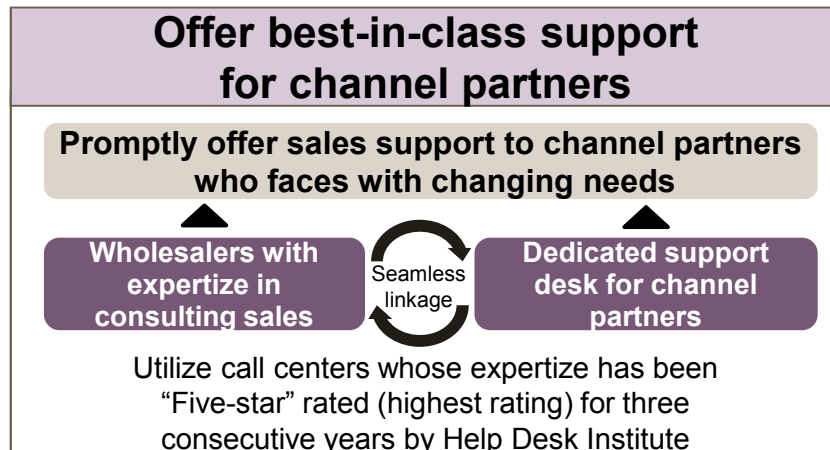 Offer best-in-class support
for channel partners
Promptly offer sales support to channel partners
who faces with changing needs
Wholesalers with
expertize in
consulting sales
Seamless
linkage
Dedicated support
desk for channel
partners
Utilize call centers whose expertize has been
“Five-star” rated (highest rating) for three
consecutive years by Help Desk Institute